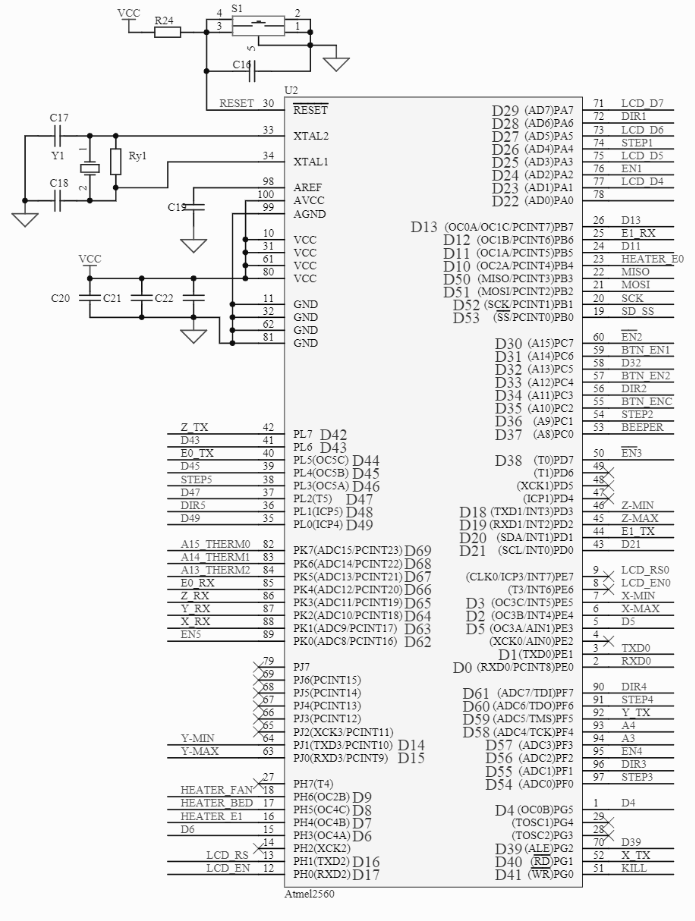 VCC R24 4 S1 2
3 1
5
C16
U2
RESET 30 RESET D29 (AD7)PA7 71 LCD_D7
D28 (AD6)PA6 72 DIR1
C17 33 XTAL2 D27 (AD5)PA5 73 LCD_D6
D26 (AD4)PA4 74 STEP1
Y1 1 Ry1 34 XTAL1 D25 (AD3)PA3 75 LCD_D5
D24 (AD2)PA2 76 EN1
C18 2 98 AREF D23 (AD1)PA1 77 LCD_D4
100 AVCC D22 (AD0)PA0 78
C19 99 AGND
D13 (OC0A/OC1C/PCINT7)PB7 26 D13
10 VCC D12 (OC1B/PCINT6)PB6 25 E1_RX
31 VCC D11 (OC1A/PCINT5)PB5 24 D11
VCC 61 VCC D10 (OC2A/PCINT4)PB4 23 HEATER_E0
80 VCC D50 (MISO/PCINT3)PB3 22 MISO
D51 (MOSI/PCINT2)PB2 21 MOSI
C20 C21 C22 11 GND D52 (SCK/PCINT1)PB1 20 SCK
32 GND D53 (SS/PCINT0)PB0 19 SD_SS
62 GND
81 GND D30 (A15)PC7 60 EN2
D31 (A14)PC6 59 BTN_EN1
D32 (A13)PC5 58 D32
D33 (A12)PC4 57 BTN_EN2
D34 (A11)PC3 56 DIR2
D35 (A10)PC2 55 BTN_ENC
D36 (A9)PC1 54 STEP2
Z_TX 42 PL7 D42 D37 (A8)PC0 53 BEEPER
D43 41 PL6 D43
E0_TX 40 PL5(OC5C) D44 D38 (T0)PD7 50 EN3
D45 39 PL4(OC5B) D45 (T1)PD6 49
STEP5 38 PL3(OC5A) D46 (XCK1)PD5 48
D47 37 PL2(T5) D47 (ICP1)PD4 47
DIR5 36 PL1(ICP5) D48 D18 (TXD1/INT3)PD3 46 Z-MIN
D49 35 PL0(ICP4) D49 D19 (RXD1/INT2)PD2 45 Z-MAX
D20 (SDA/INT1)PD1 44 E1_TX
A15_THERM0 82 PK7(ADC15/PCINT23) D69 D21 (SCL/INT0)PD0 43 D21
A14_THERM1 83 PK6(ADC14/PCINT22) D68
A13_THERM2 84 PK5(ADC13/PCINT21) D67 (CLK0/ICP3/INT7)PE7 9 LCD_RS0
E0_RX 85 PK4(ADC12/PCINT20) D66 (T3/INT6)PE6 8 LCD_EN0
Z_RX 86 PK3(ADC11/PCINT19) D65 D3 (OC3C/INT5)PE5 7 X-MIN
Y_RX 87 PK2(ADC10/PCINT18) D64 D2 (OC3B/INT4)PE4 6 X-MAX
X_RX 88 PK1(ADC9/PCINT17) D63 D5 (OC3A/AIN1)PE3 5 D5
EN5 89 PK0(ADC8/PCINT16) D62 (XCK0/AIN0)PE2 4
D1 (TXD0)PE1 3 TXD0
79 PJ7 D0 (RXD0/PCINT8)PE0 2 RXD0
69 PJ6(PCINT15)
68 PJ5(PCINT14) D61 (ADC7/TDI)PF7 90 DIR4
67 PJ4(PCINT13) D60 (ADC6/TDO)PF6 91 STEP4
66 PJ3(PCINT12) D59 (ADC5/TMS)PF5 92 Y_TX
65 PJ2(XCK3/PCINT11) D58 (ADC4/TCK)PF4 93 A4
Y-MIN 64 PJ1(TXD3/PCINT10) D14 D57 (ADC3)PF3 94 A3
Y-MAX 63 PJ0(RXD3/PCINT9) D15 D56 (ADC2)PF2 95 EN4
D55 (ADC1)PF1 96 DIR3
27 PH7(T4) D54 (ADC0)PF0 97 STEP3
HEATER_FAN 18 PH6(OC2B) D9
HEATER_BED 17 PH5(OC4C) D8 D4 (OC0B)PG5 1 D4
HEATER_E1 16 PH4(OC4B) D7 (TOSC1)PG4 29
D6 15 PH3(OC4A) D6 (TOSC2)PG3 28
14 PH2(XCK2) D39 (ALE)PG2 70 D39
LCD_RS 13 PH1(TXD2) D16 D40 (RD)PG1 52 X_TX
LCD_EN 12 PH0(RXD2) D17 D41 (WR)PG0 51 KILL
Atmel2560